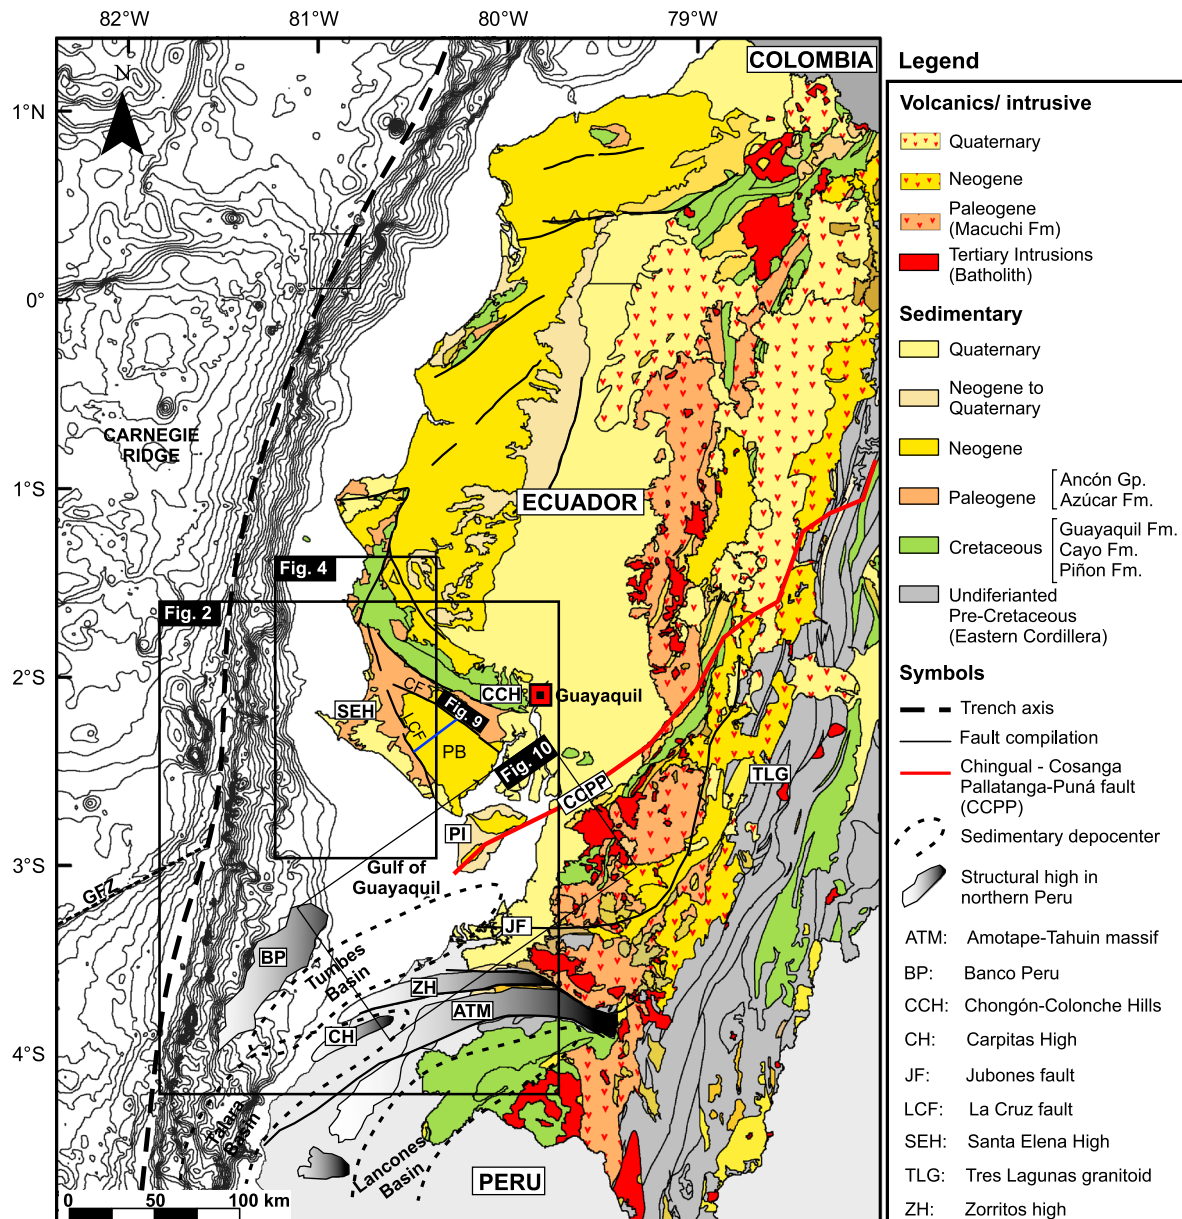 82°W
81°W
80°W
79°W
1°N
0°
1°S
2°S
3°S
4°S
N
COLOMBIA
CARNEGIE
RIDGE
ECUADOR
Fig. 4
Fig. 2
CCH
Guayaquil
SEH
CF
LCF
Fig. 9
PB
Fig. 10
CCPP
TLG
PI
Gulf of
Guayaquil
GFZ
JF
BP
Tumbes
Basin
ZH
ATM
CH
Talara
Basin
Lancones
Basin
PERU
0 50 100 km
Legend
Volcanics/ intrusive
Quaternary
Neogene
Paleogene
(Macuchi Fm)
Tertiary Intrusions
(Batholith)
Sedimentary
Quaternary
Neogene to
Quaternary
Neogene
Paleogene
Ancón Gp.
Azúcar Fm.
Cretaceous
Guayaquil Fm.
Cayo Fm.
Piñon Fm.
Undiferianted
Pre-Cretaceous
(Eastern Cordillera)
Symbols
Trench axis
Fault compilation
Chingual - Cosanga
Pallatanga-Puná fault
(CCPP)
Sedimentary depocenter
Structural high in
northern Peru
ATM: Amotape-Tahuin massif
BP: Banco Peru
CCH: Chongón-Colonche Hills
CH: Carpitas High
JF: Jubones fault
LCF: La Cruz fault
SEH: Santa Elena High
TLG: Tres Lagunas granitoid
ZH: Zorritos high